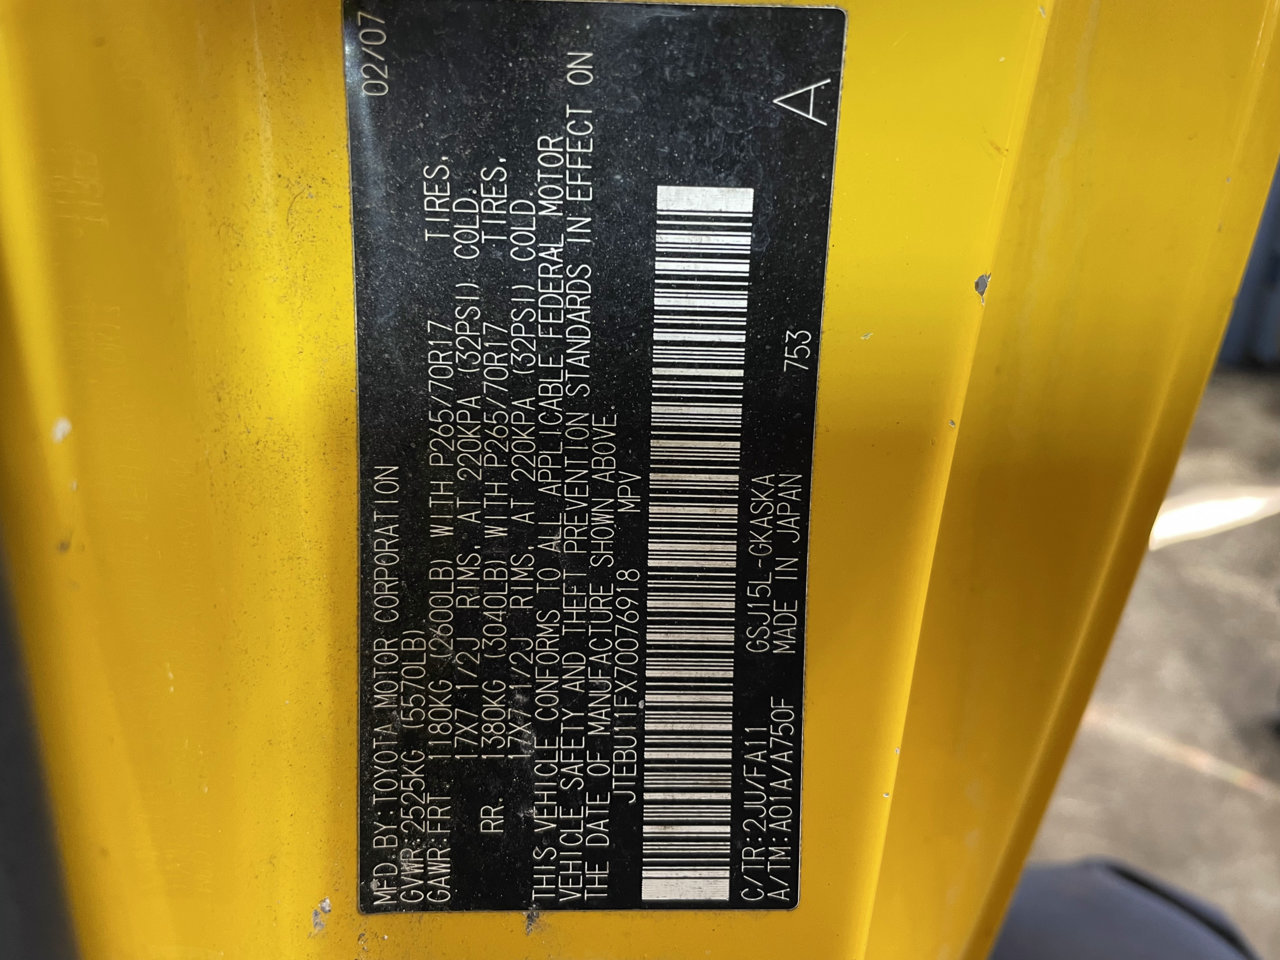 MFD.BY:TOYOTA MOTOR CORPORATION 02/07
GVWR:2525KG (5570LB)
GAWR:FRT 1180KG (2600LB) WITH P265/70R17 TIRES,
17X7 1/2J RIMS, AT 220KPA (32PSI) COLD.
RR. 1380KG (3040LB) WITH P265/70R17 TIRES,
17X7 1/2J RIMS, AT 220KPA (32PSI) COLD.
THIS VEHICLE CONFORMS TO ALL APPLICABLE FEDERAL MOTOR
VEHICLE SAFETY AND THEFT PREVENTION STANDARDS IN EFFECT ON
THE DATE OF MANUFACTURE SHOWN ABOVE.
JTEBU11FX70076918 MPV
C/TR:2JU/FA11 GSJ15L-GKASKA
A/TM:A01A/A750F MADE IN JAPAN 753 A